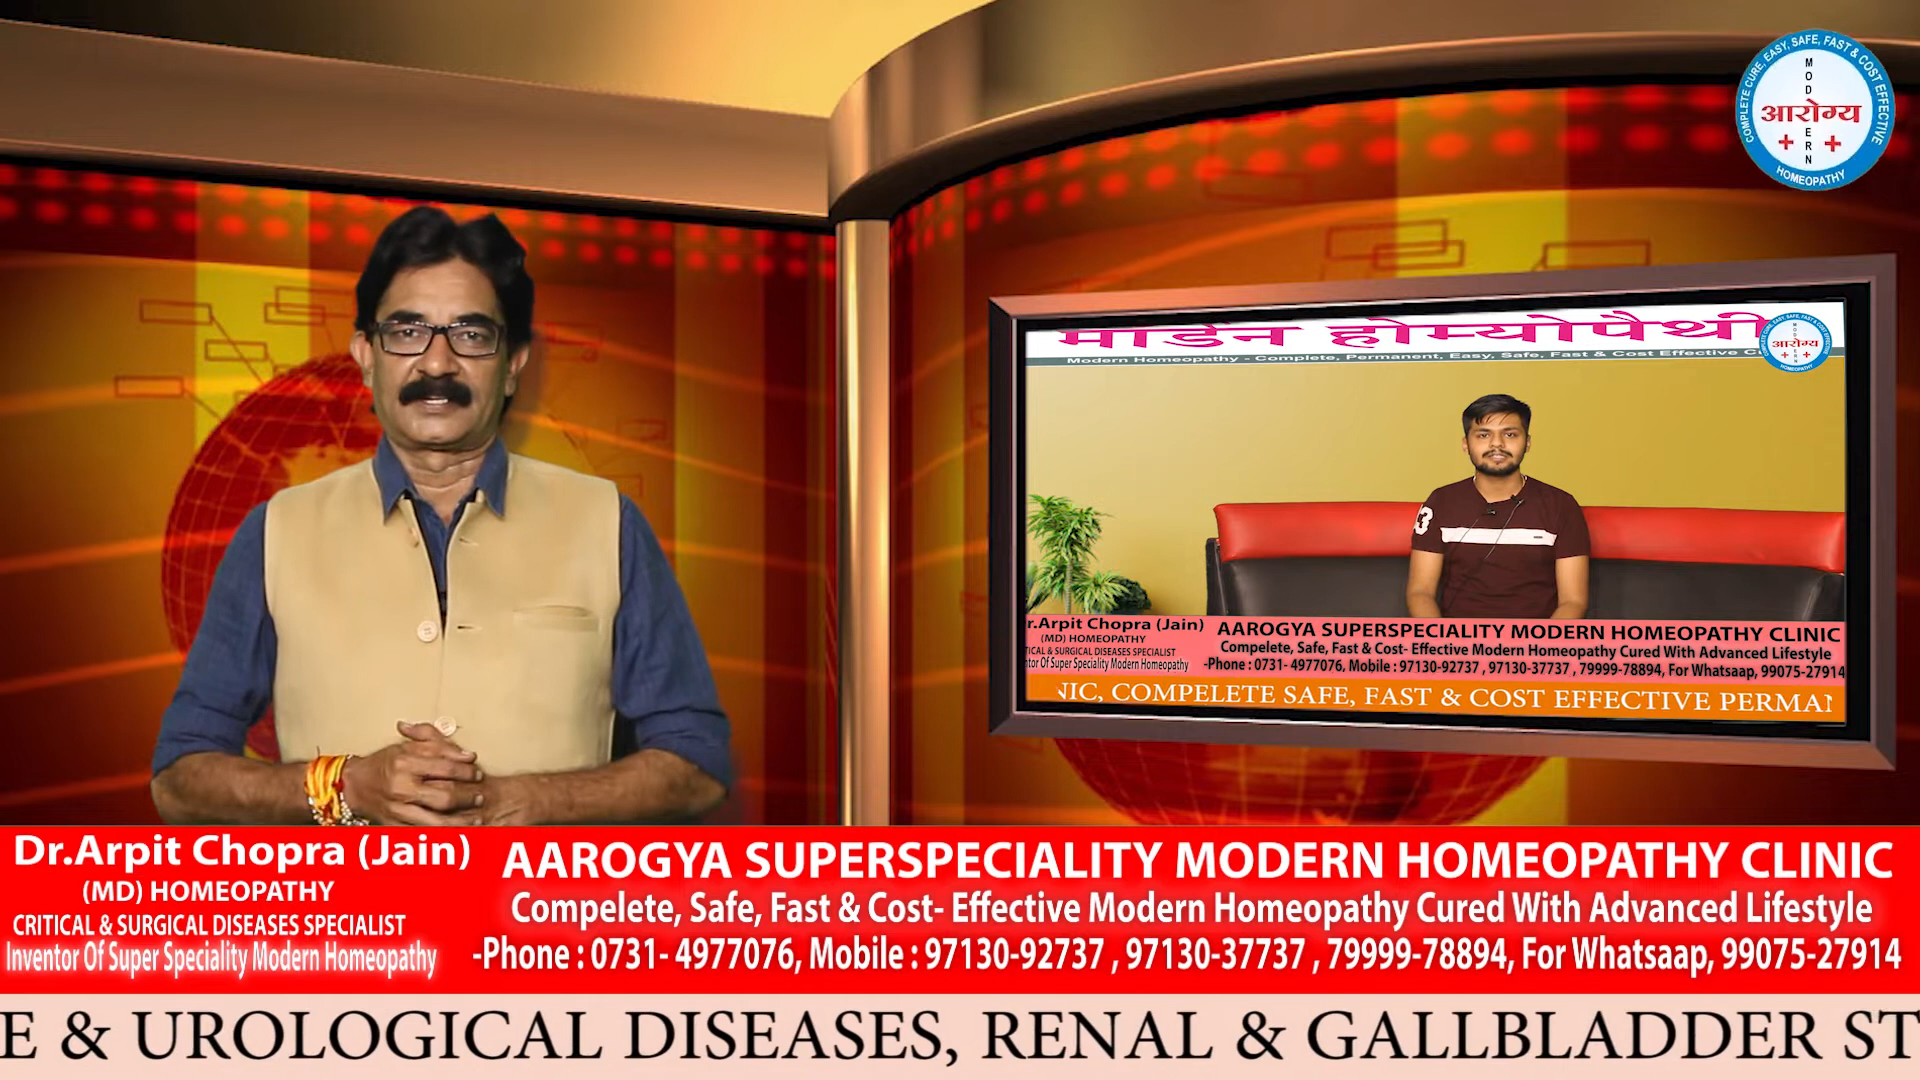 COMPLETE CURE, EASY, SAFE, FAST & COST EFFECTIVE
MODERN
आरोग्य
HOMEOPATHY
माडर्न होम्योपैथी
Modern Homeopathy - Complete, Permanent, Easy, Safe, Fast & Cost Effective
आरोग्य
r.Arpit Chopra (Jain)
(MD) HOMEOPATHY
TICAL & SURGICAL DISEASES SPECIALIST
ntor Of Super Speciality Modern Homeopathy
AAROGYA SUPERSPECIALITY MODERN HOMEOPATHY CLINIC
Compelete, Safe, Fast & Cost- Effective Modern Homeopathy Cured With Advanced Lifestyle
-Phone : 0731- 4977076, Mobile : 97130-92737 , 97130-37737 , 79999-78894, For Whatsaap, 99075-27914
NIC, COMPELETE SAFE, FAST & COST EFFECTIVE PERMAN
Dr.Arpit Chopra (Jain)
(MD) HOMEOPATHY
CRITICAL & SURGICAL DISEASES SPECIALIST
Inventor Of Super Speciality Modern Homeopathy
AAROGYA SUPERSPECIALITY MODERN HOMEOPATHY CLINIC
Compelete, Safe, Fast & Cost- Effective Modern Homeopathy Cured With Advanced Lifestyle
-Phone : 0731- 4977076, Mobile : 97130-92737 , 97130-37737 , 79999-78894, For Whatsaap, 99075-27914
E & UROLOGICAL DISEASES, RENAL & GALLBLADDER ST